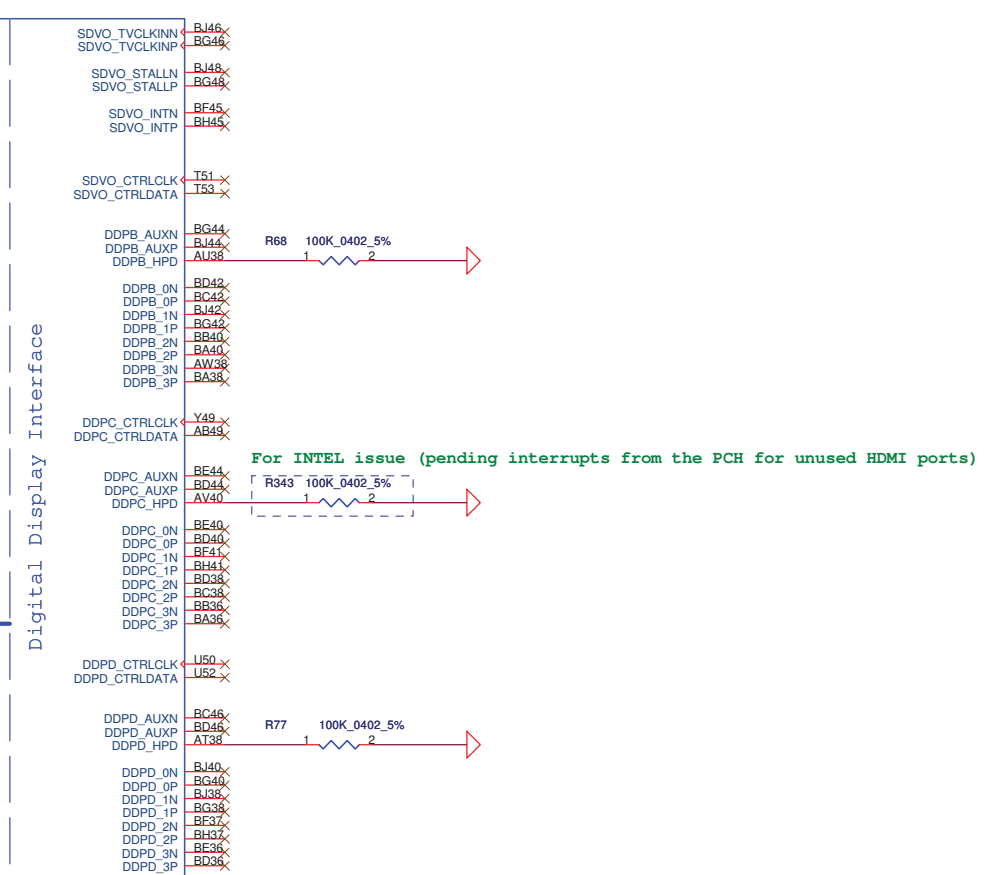 SDVO_TVCLKINN BJ46
SDVO_TVCLKINP BG46
SDVO_STALLN BJ48
SDVO_STALLP BG48
SDVO_INTN BF45
SDVO_INTP BH45
SDVO_CTRLCLK T51
SDVO_CTRLDATA T53
DDPB_AUXN BG44
DDPB_AUXP BJ44
R68 100K_0402_5%
DDPB_HPD AU38 1 2
DDPB_0N BD42
DDPB_0P BC42
DDPB_1N BJ42
DDPB_1P BG42
DDPB_2N BB40
DDPB_2P BA40
DDPB_3N AW38
DDPB_3P BA38
Digital Display Interface
DDPC_CTRLCLK Y49
DDPC_CTRLDATA AB49
For INTEL issue (pending interrupts from the PCH for unused HDMI ports)
DDPC_AUXN BE44
DDPC_AUXP BD44
R343 100K_0402_5%
DDPC_HPD AV40 1 2
DDPC_0N BE40
DDPC_0P BD40
DDPC_1N BF41
DDPC_1P BH41
DDPC_2N BD38
DDPC_2P BC38
DDPC_3N BB36
DDPC_3P BA36
DDPD_CTRLCLK U50
DDPD_CTRLDATA U52
DDPD_AUXN BC46
DDPD_AUXP BD46
R77 100K_0402_5%
DDPD_HPD AT38 1 2
DDPD_0N BJ40
DDPD_0P BG40
DDPD_1N BJ38
DDPD_1P BG38
DDPD_2N BF37
DDPD_2P BH37
DDPD_3N BE36
DDPD_3P BD36